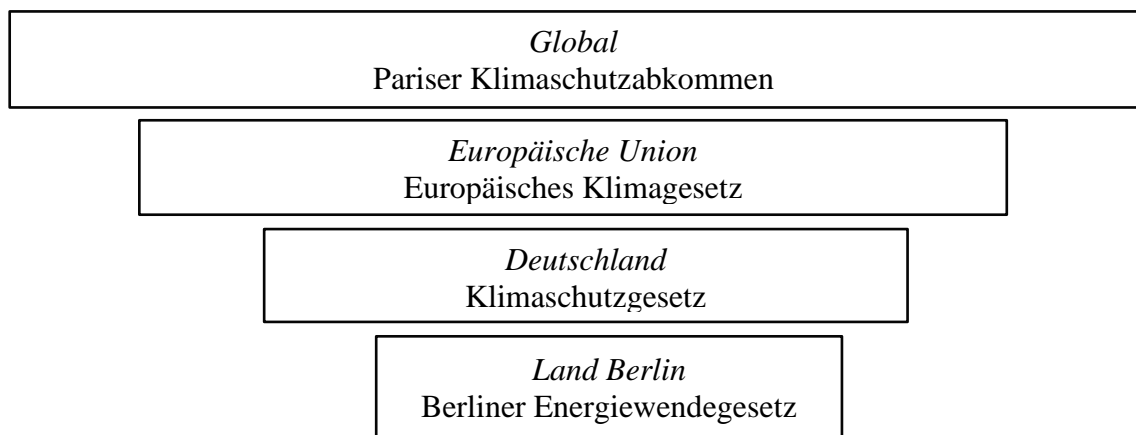 Global
Pariser Klimaschutzabkommen
Europäische Union
Europäisches Klimagesetz
Deutschland
Klimaschutzgesetz
Land Berlin
Berliner Energiewendegesetz